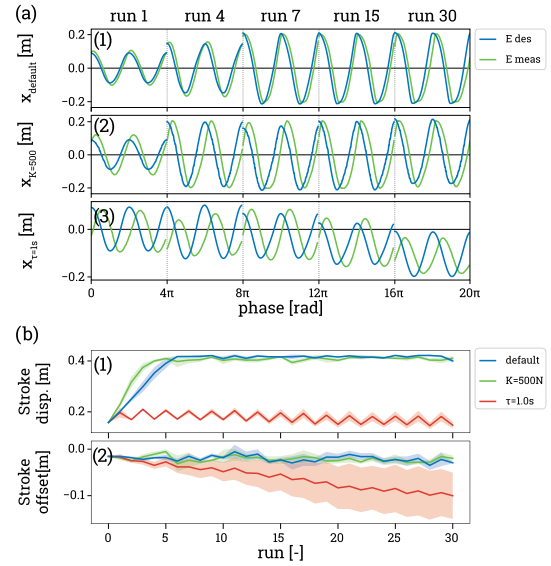 (a)
run 1 run 4 run 7 run 15 run 30
(1)
x_default [m]
0.2
0.0
−0.2
E des
E meas
(2)
x_K=500 [m]
0.2
0.0
−0.2
(3)
x_τ=1s [m]
0.0
−0.2
0 4π 8π 12π 16π 20π
phase [rad]
(b)
(1)
Stroke
disp. [m]
0.4
0.2
default
K=500N
τ=1.0s
(2)
Stroke
offset[m]
0.0
−0.1
0 5 10 15 20 25 30
run [-]